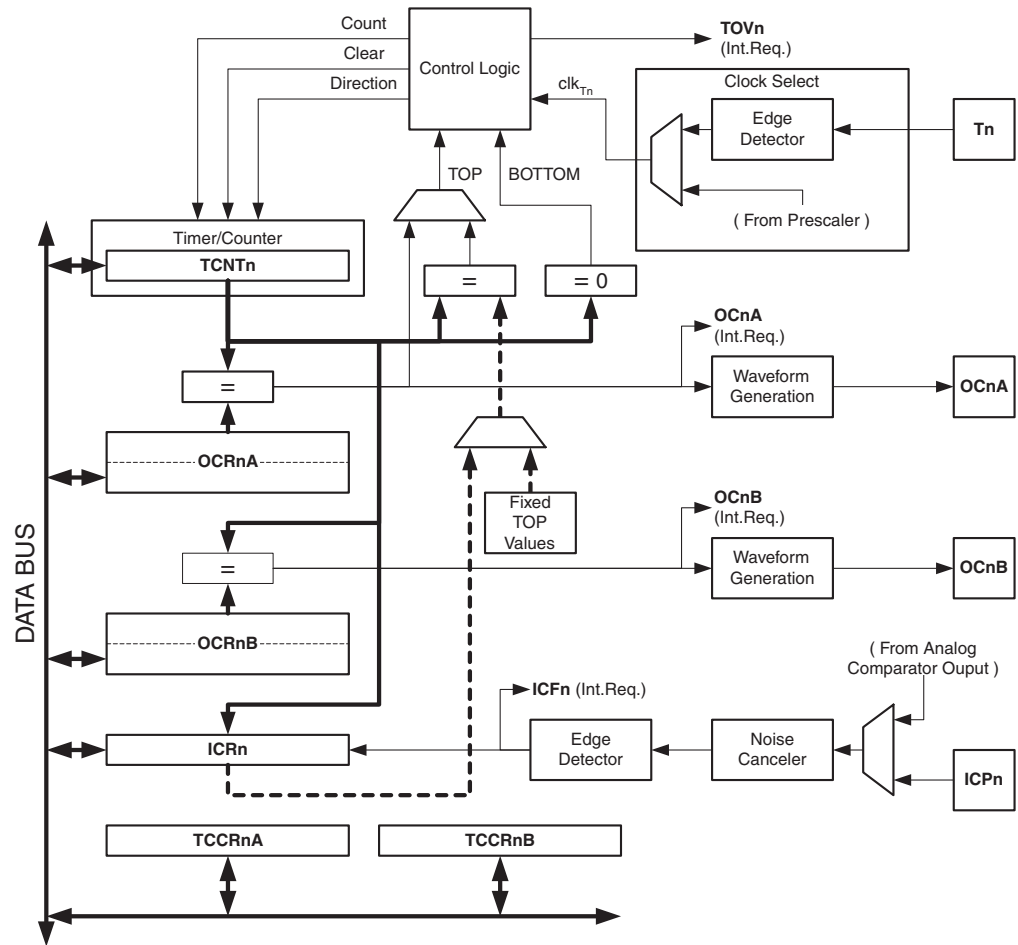 Count
Clear
Direction
Control Logic
TOVn
(Int.Req.)
clkTn
Clock Select
Edge
Detector
Tn
( From Prescaler )
TOP
BOTTOM
Timer/Counter
TCNTn
=
= 0
OCnA
(Int.Req.)
=
Waveform
Generation
OCnA
OCRnA
Fixed
TOP
Values
OCnB
(Int.Req.)
=
Waveform
Generation
OCnB
OCRnB
DATA BUS
( From Analog
Comparator Ouput )
ICFn (Int.Req.)
ICRn
Edge
Detector
Noise
Canceler
ICPn
TCCRnA
TCCRnB